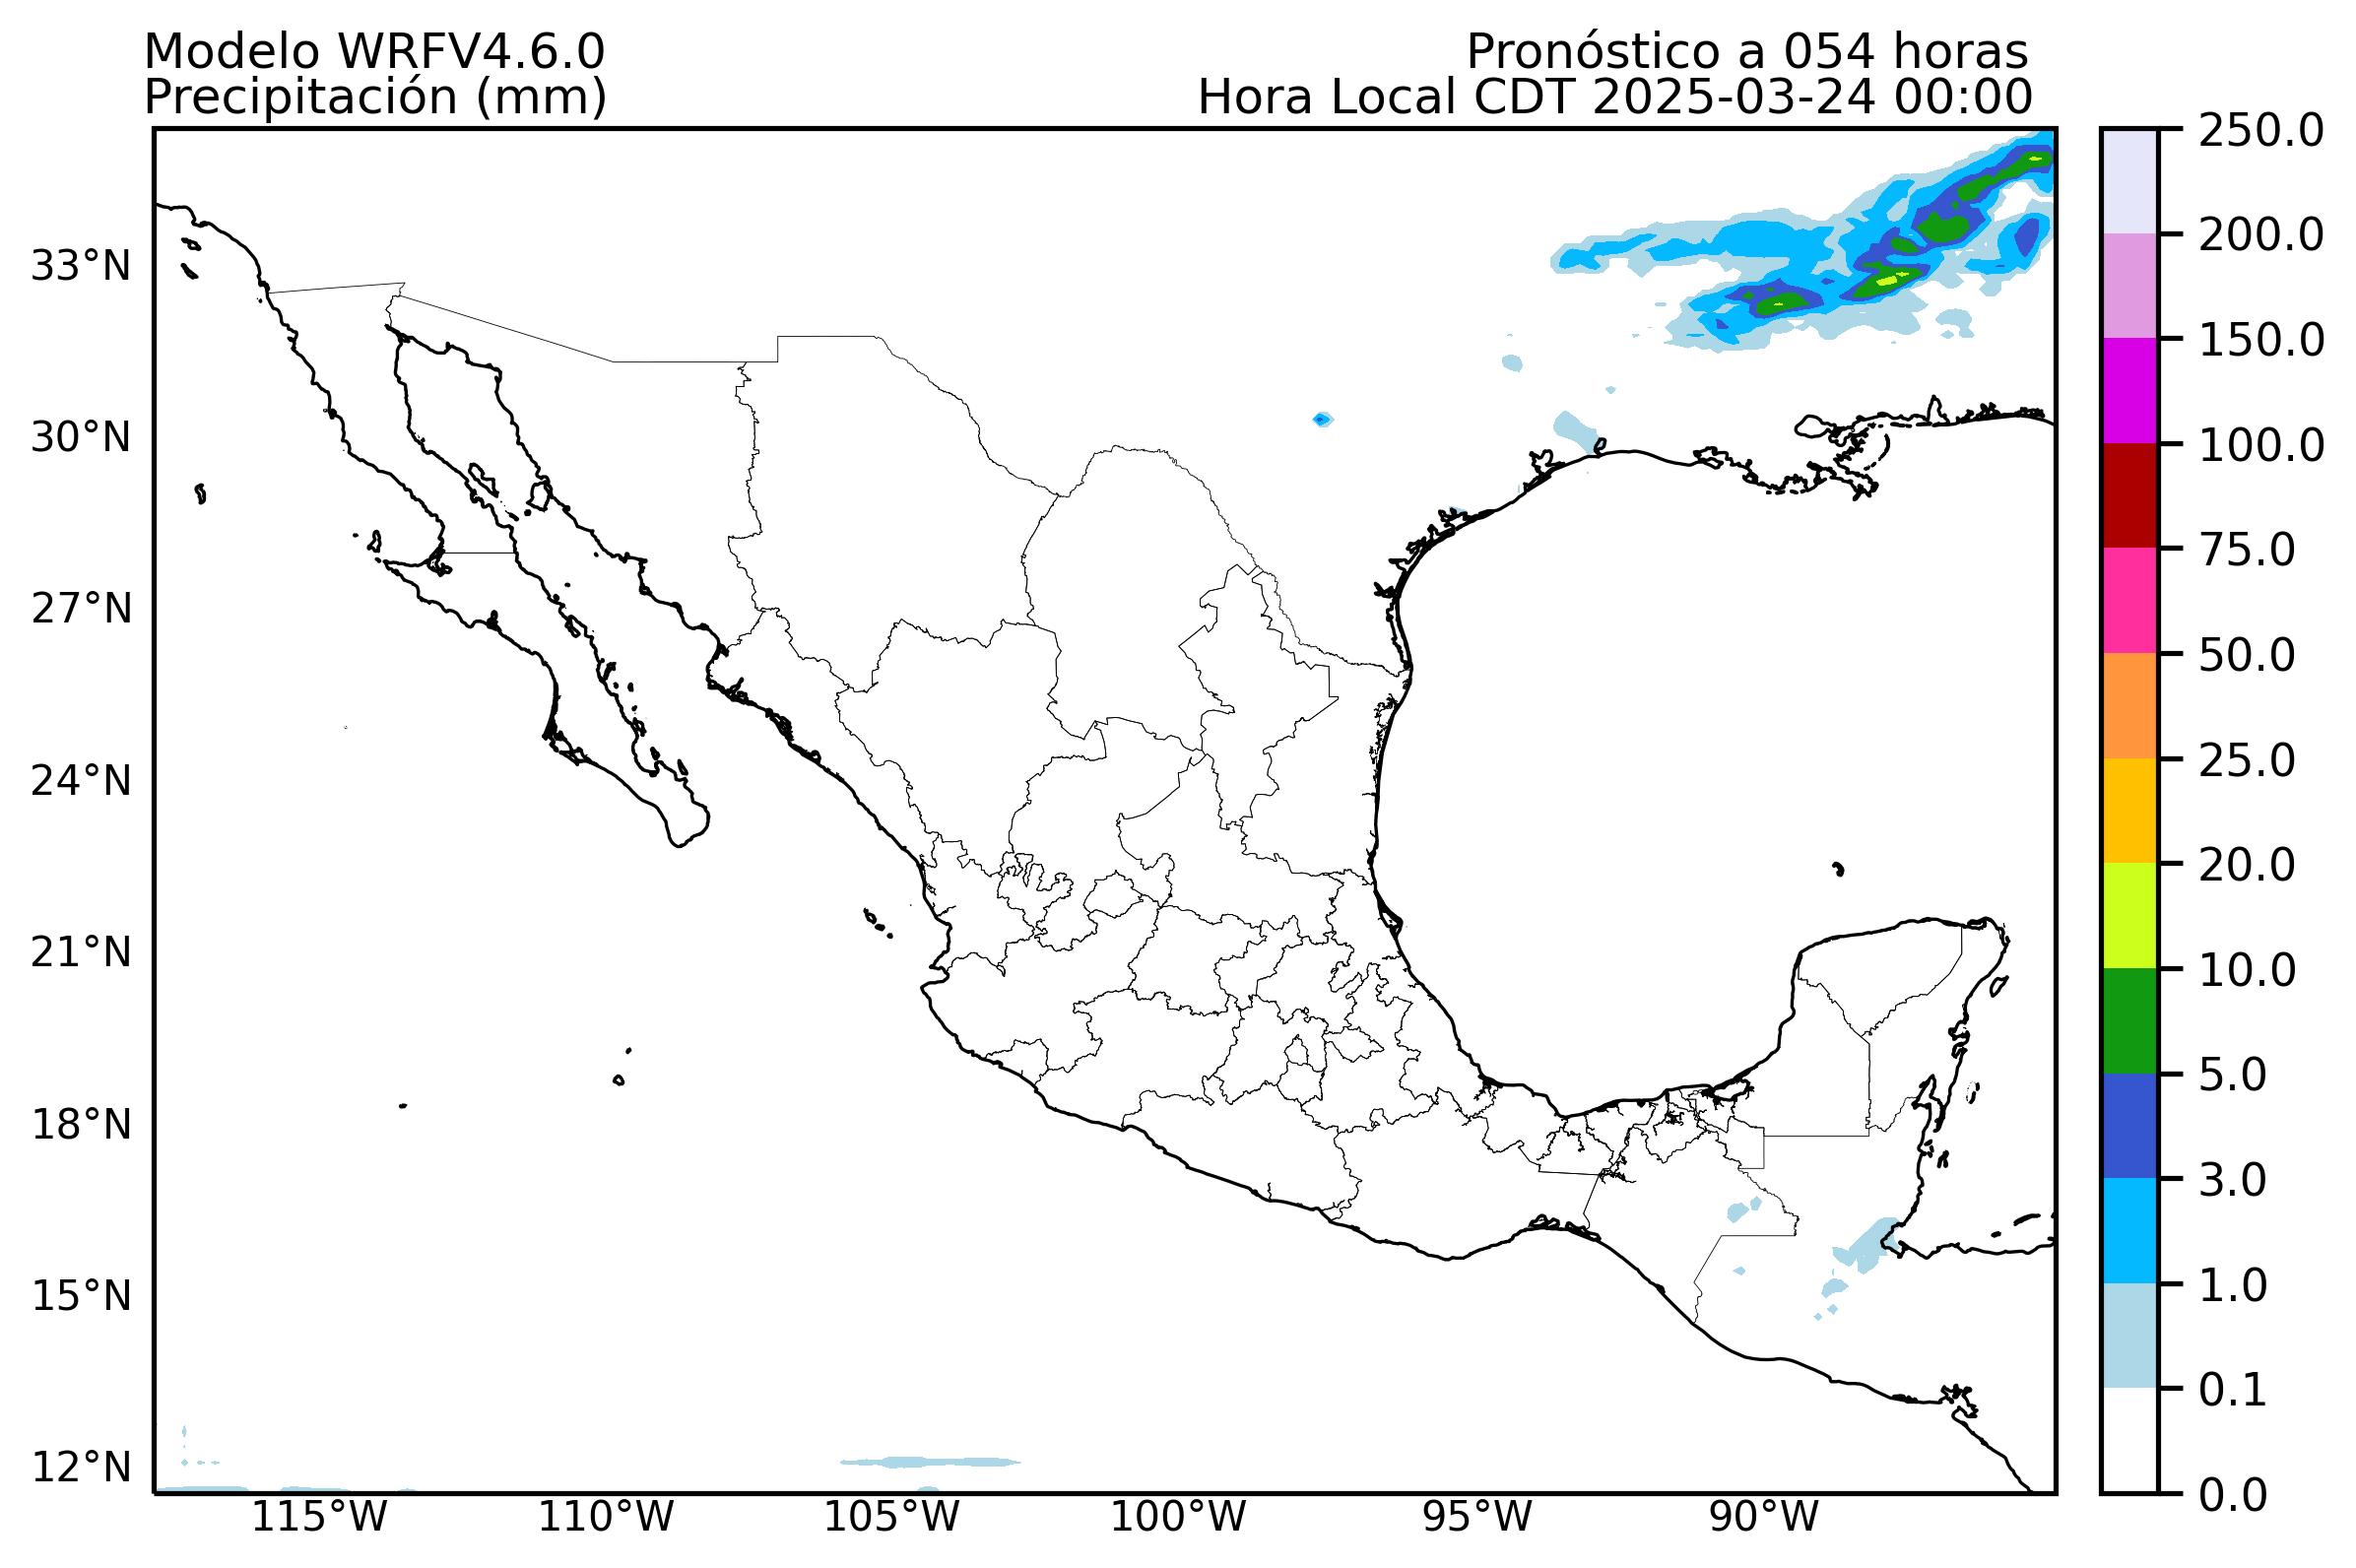 Modelo WRFV4.6.0
Precipitación (mm)
Pronóstico a 054 horas
Hora Local CDT 2025-03-24 00:00
33°N
30°N
27°N
24°N
21°N
18°N
15°N
12°N
115°W
110°W
105°W
100°W
95°W
90°W
250.0
200.0
150.0
100.0
75.0
50.0
25.0
20.0
10.0
5.0
3.0
1.0
0.1
0.0